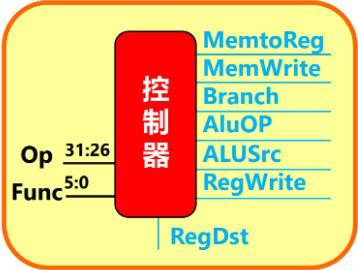 MemtoReg
MemWrite
Branch
AluOP
ALUSrc
RegWrite
控制器
Op 31:26
Func 5:0
RegDst